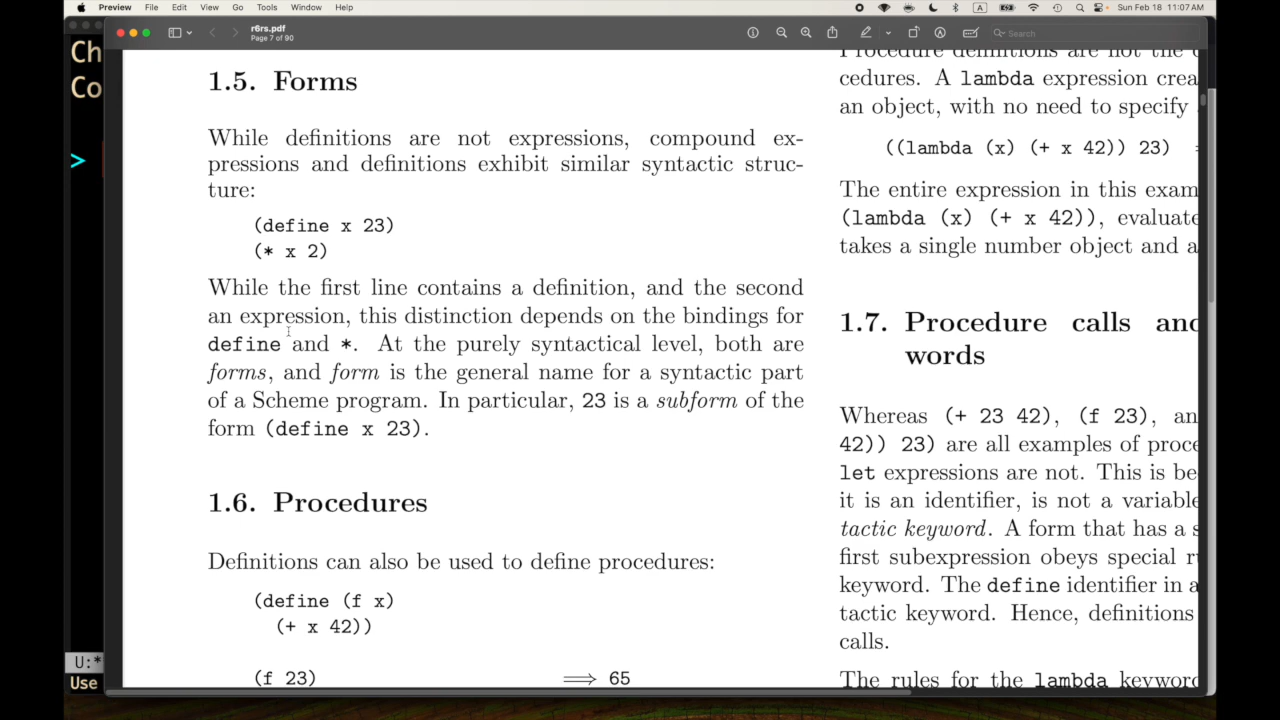 Preview File Edit View Go Tools Window Help
Sun Feb 18 11:07 AM
r6rs.pdf
Page 7 of 90
Search
Ch
Co
>
U:*
Use
1.5. Forms
While definitions are not expressions, compound ex-
pressions and definitions exhibit similar syntactic struc-
ture:
(define x 23)
(* x 2)
While the first line contains a definition, and the second
an expression, this distinction depends on the bindings for
define and *. At the purely syntactical level, both are
forms, and form is the general name for a syntactic part
of a Scheme program. In particular, 23 is a subform of the
form (define x 23).
1.6. Procedures
Definitions can also be used to define procedures:
(define (f x)
(+ x 42))
(f 23) ⟹ 65
Procedure definitions are not the
cedures. A lambda expression crea
an object, with no need to specify
((lambda (x) (+ x 42)) 23)
The entire expression in this exam
(lambda (x) (+ x 42)), evaluate
takes a single number object and a
1.7. Procedure calls and
words
Whereas (+ 23 42), (f 23), an
42)) 23) are all examples of proce
let expressions are not. This is be
it is an identifier, is not a variable
tactic keyword. A form that has a s
first subexpression obeys special r
keyword. The define identifier in a
tactic keyword. Hence, definitions
calls.
The rules for the lambda keywor